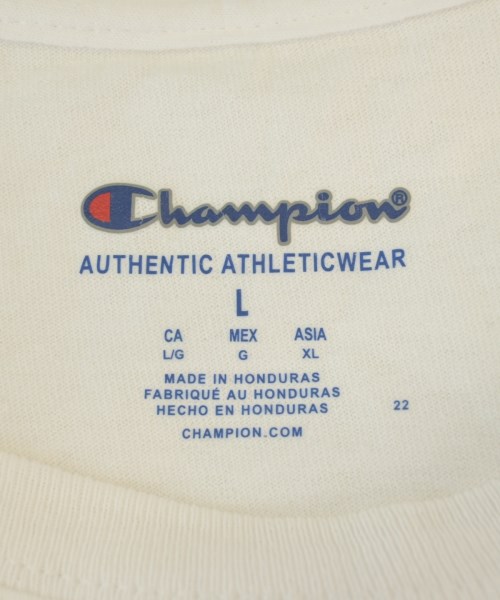 Champion®
AUTHENTIC ATHLETICWEAR
L
CA MEX ASIA
L/G G XL
MADE IN HONDURAS
FABRIQUÉ AU HONDURAS
HECHO EN HONDURAS 22
CHAMPION.COM